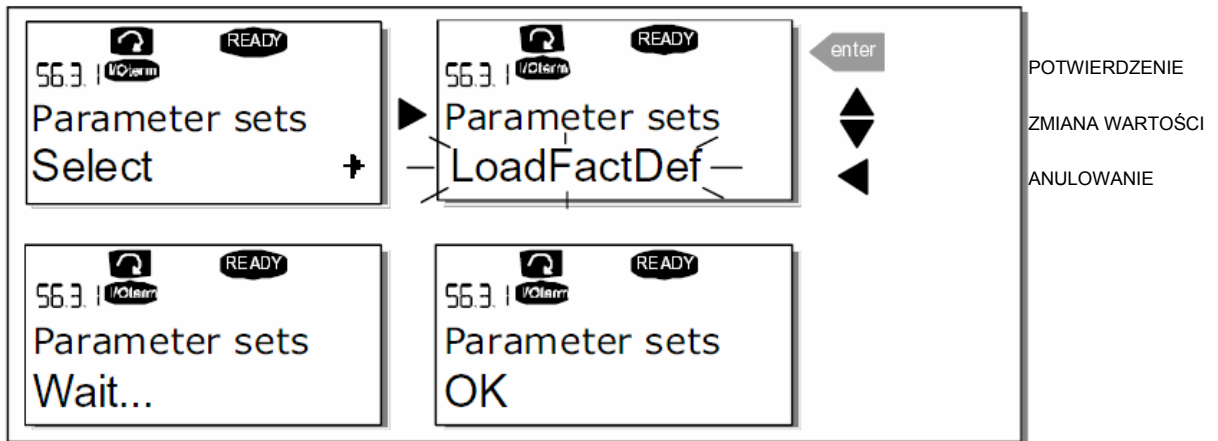 READY
S6.3.1 I/Oterm
Parameter sets
Select
READY
S6.3.1 I/Oterm
Parameter sets
LoadFactDef
enter
POTWIERDZENIE
ZMIANA WARTOŚCI
ANULOWANIE
READY
S6.3.1 I/Oterm
Parameter sets
Wait...
READY
S6.3.1 I/Oterm
Parameter sets
OK